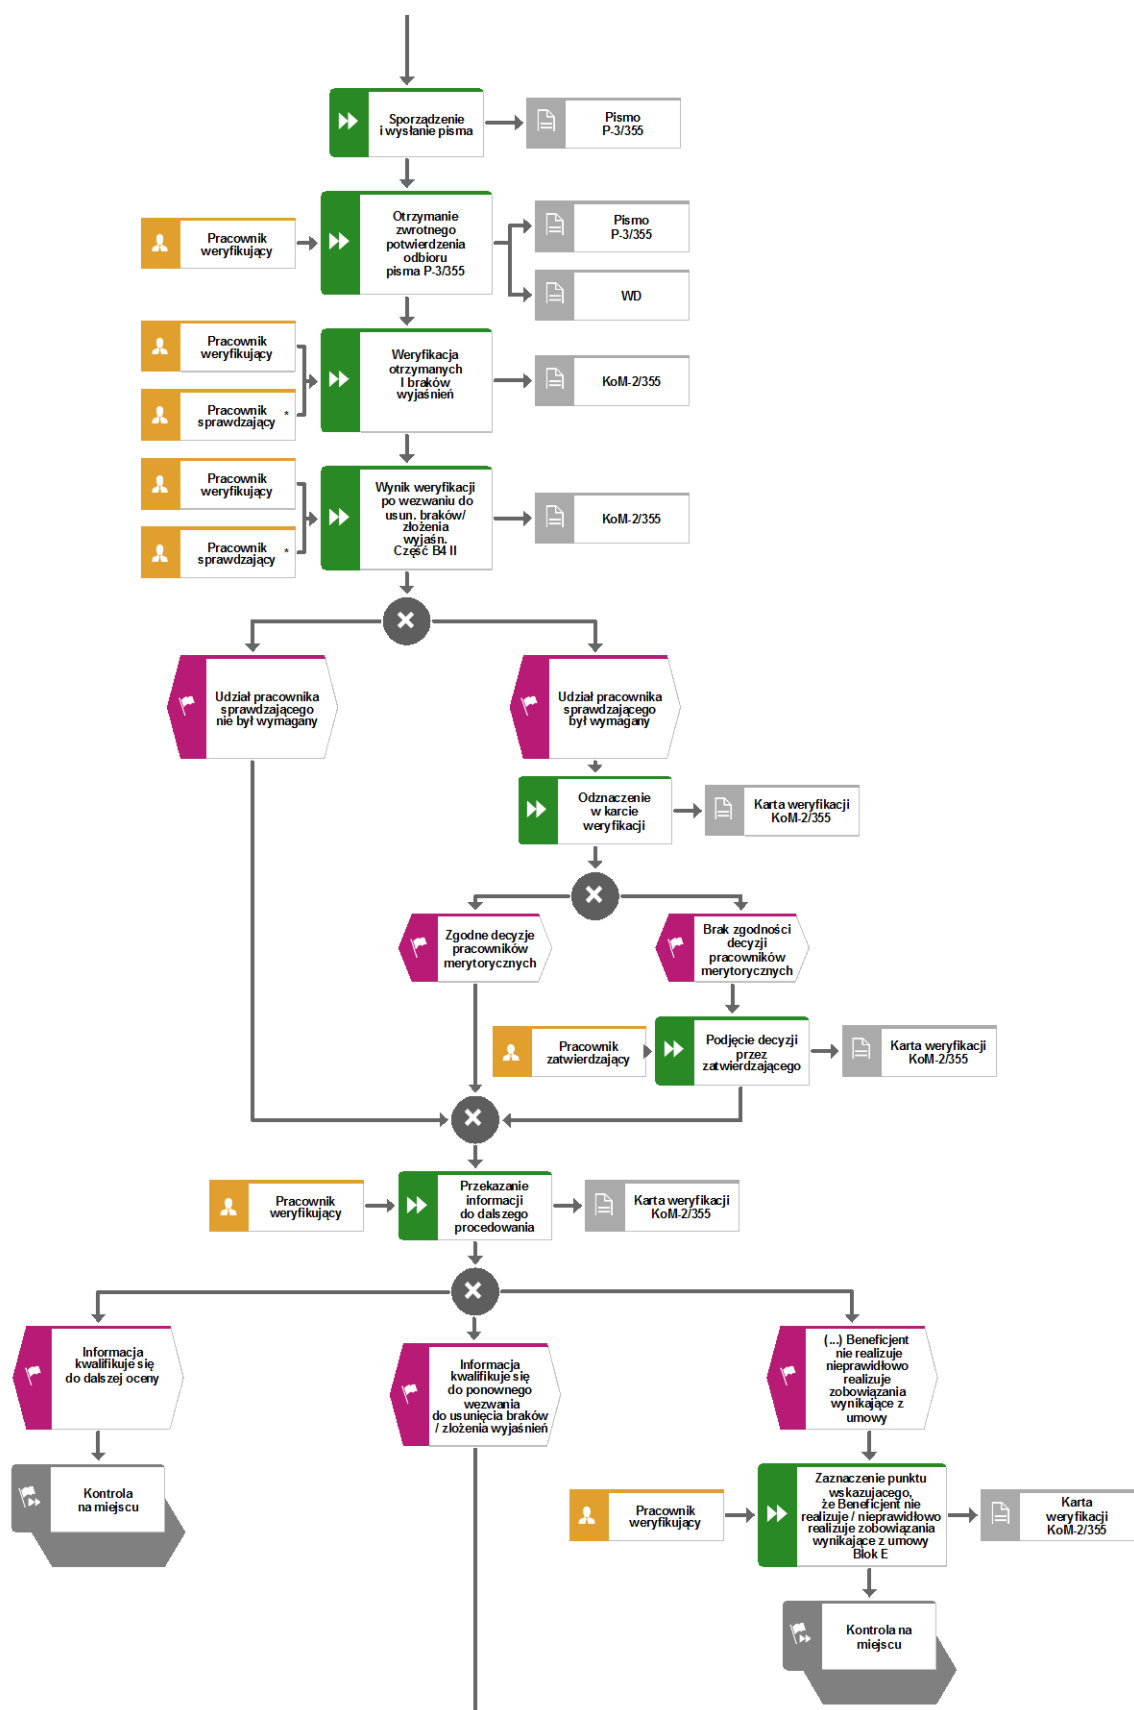 Sporządzenie
i wysłanie pisma
Pismo
P-3/355
Pracownik
weryfikujący
Otrzymanie
zwrotnego
potwierdzenia
odbioru
pisma P-3/355
Pismo
P-3/355
WD
Pracownik
weryfikujący
Pracownik
sprawdzający *
Weryfikacja
otrzymanych
I braków
wyjaśnień
KoM-2/355
Pracownik
weryfikujący
Pracownik
sprawdzający *
Wynik weryfikacji
po wezwaniu do
usun. braków/
złożenia
wyjaśn.
Część B4 II
KoM-2/355
Udział pracownika
sprawdzającego
nie był wymagany
Udział pracownika
sprawdzającego
był wymagany
Odznaczenie
w karcie
weryfikacji
Karta weryfikacji
KoM-2/355
Zgodne decyzje
pracowników
merytorycznych
Brak zgodności
decyzji
pracowników
merytorycznych
Pracownik
zatwierdzający
Podjęcie decyzji
przez
zatwierdzającego
Karta weryfikacji
KoM-2/355
Pracownik
weryfikujący
Przekazanie
informacji
do dalszego
procedowania
Karta weryfikacji
KoM-2/355
Informacja
kwalifikuje się
do dalszej oceny
Informacja
kwalifikuje się
do ponownego
wezwania
do usunięcia braków
/ złożenia wyjaśnień
(...) Beneficjent
nie realizuje
nieprawidłowo
realizuje
zobowiązania
wynikające z
umowy
Kontrola
na miejscu
Pracownik
weryfikujący
Zaznaczenie punktu
wskazujacego,
że Beneficjent nie
realizuje / nieprawidłowo
realizuje zobowiązania
wynikające z umowy
Blok E
Karta
weryfikacji
KoM-2/355
Kontrola na
miejscu